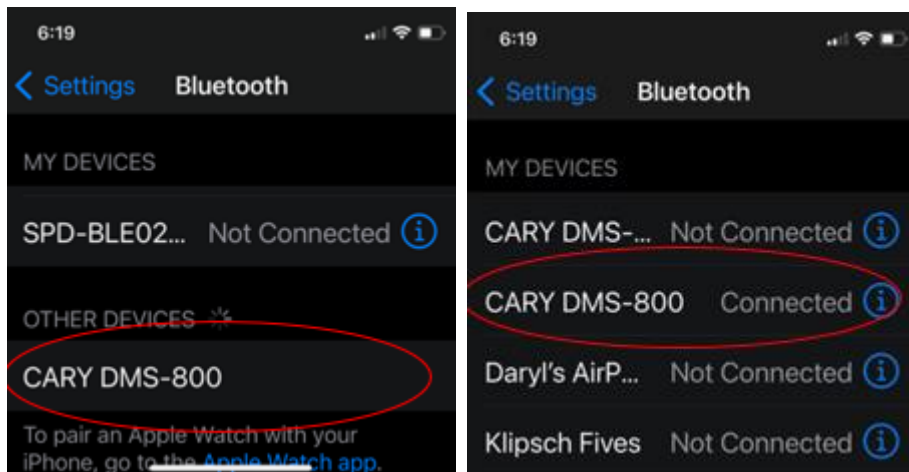 6:19
Settings Bluetooth
MY DEVICES
SPD-BLE02... Not Connected
OTHER DEVICES
CARY DMS-800
To pair an Apple Watch with your
iPhone, go to the Apple Watch app.
6:19
Settings Bluetooth
MY DEVICES
CARY DMS-... Not Connected
CARY DMS-800 Connected
Daryl's AirP... Not Connected
Klipsch Fives Not Connected